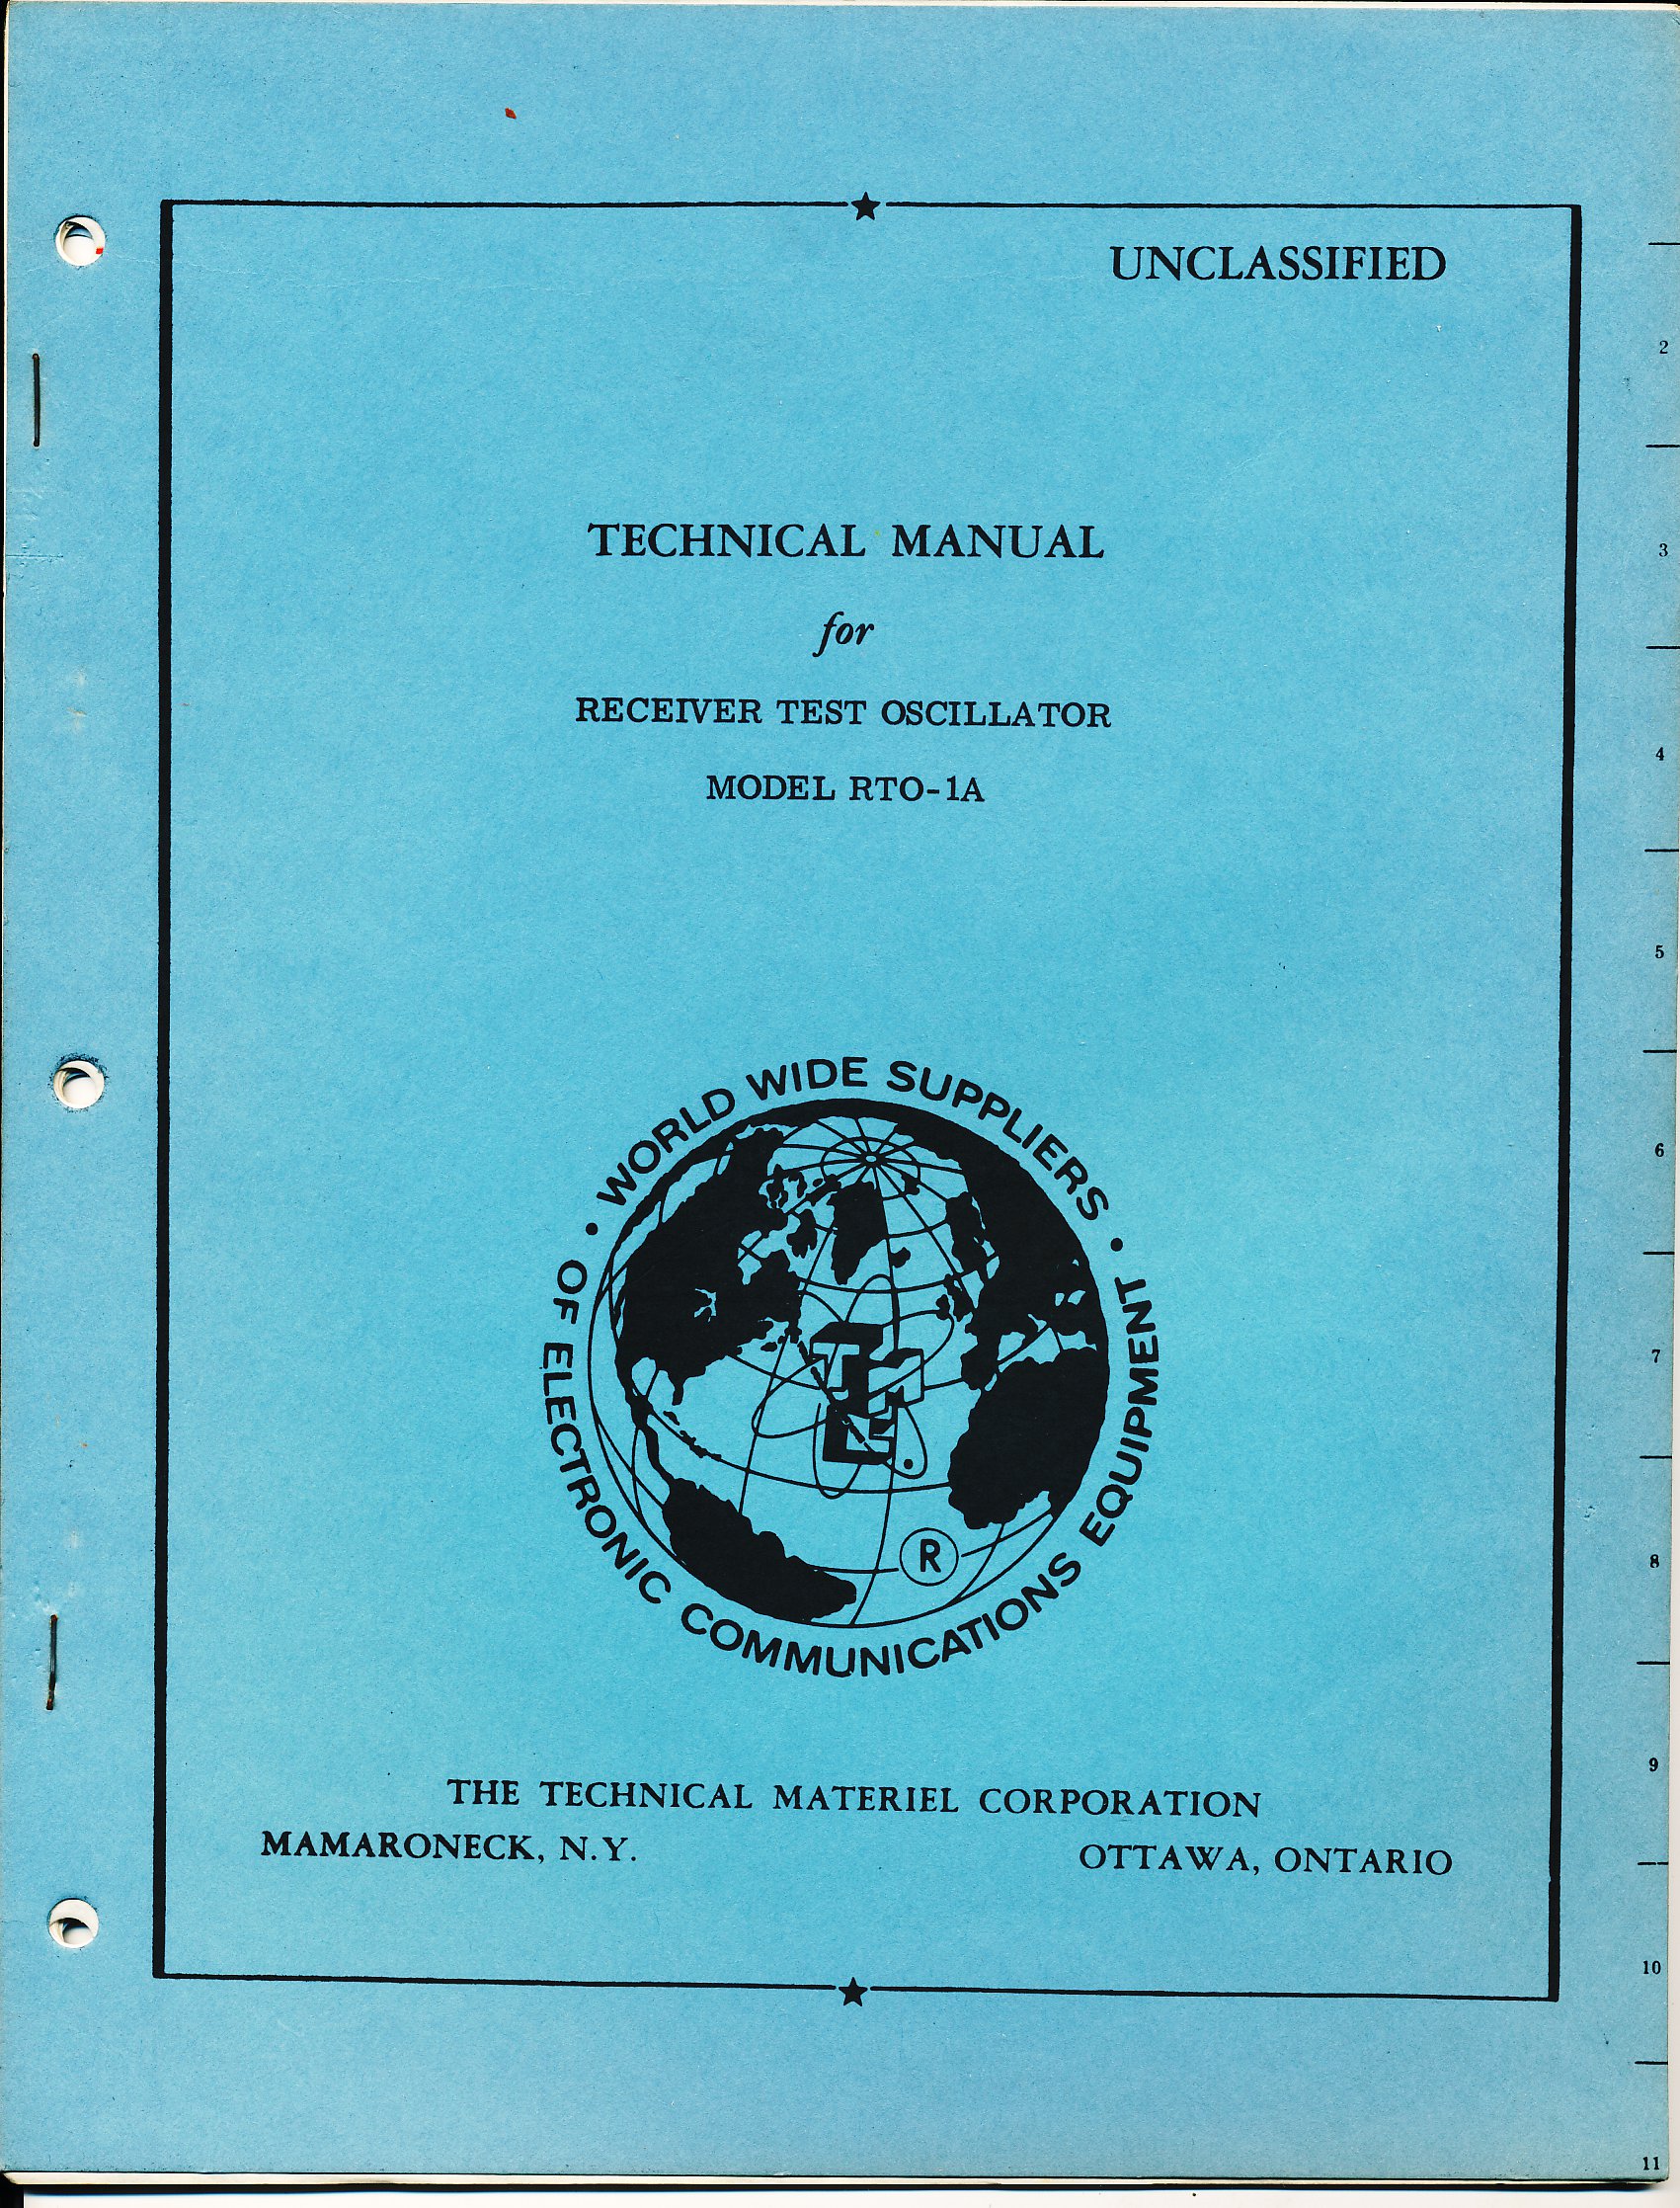 UNCLASSIFIED
TECHNICAL MANUAL
for
RECEIVER TEST OSCILLATOR
MODEL RTO-1A
• WORLD WIDE SUPPLIERS •
OF ELECTRONIC COMMUNICATIONS EQUIPMENT
TMC.
®
THE TECHNICAL MATERIEL CORPORATION
MAMARONECK, N.Y.
OTTAWA, ONTARIO
2
3
4
5
6
7
8
9
10
11